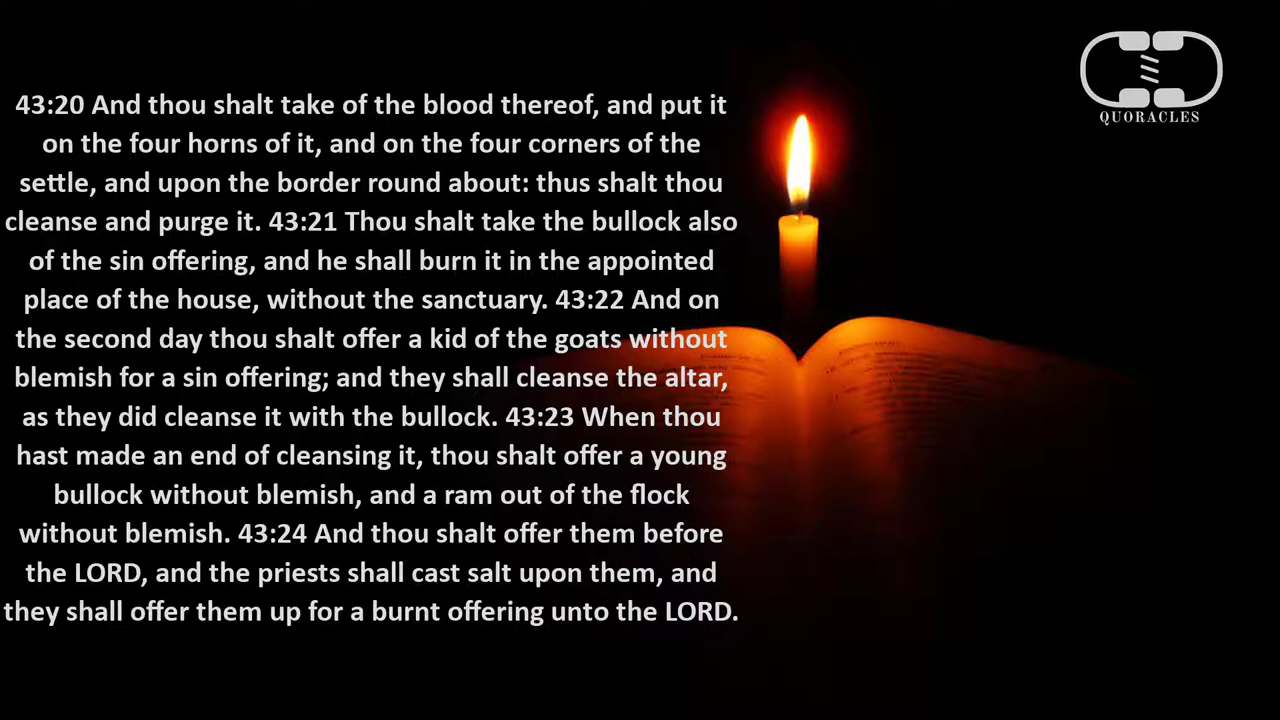 43:20 And thou shalt take of the blood thereof, and put it
on the four horns of it, and on the four corners of the
settle, and upon the border round about: thus shalt thou
cleanse and purge it. 43:21 Thou shalt take the bullock also
of the sin offering, and he shall burn it in the appointed
place of the house, without the sanctuary. 43:22 And on
the second day thou shalt offer a kid of the goats without
blemish for a sin offering; and they shall cleanse the altar,
as they did cleanse it with the bullock. 43:23 When thou
hast made an end of cleansing it, thou shalt offer a young
bullock without blemish, and a ram out of the flock
without blemish. 43:24 And thou shalt offer them before
the LORD, and the priests shall cast salt upon them, and
they shall offer them up for a burnt offering unto the LORD.
QUORACLES